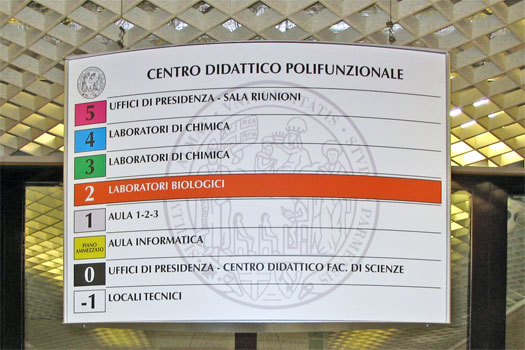 CENTRO DIDATTICO POLIFUNZIONALE
5 UFFICI DI PRESIDENZA - SALA RIUNIONI
4 LABORATORI DI CHIMICA
3 LABORATORI DI CHIMICA
2 LABORATORI BIOLOGICI
1 AULA 1-2-3
PIANO AMMEZZATO AULA INFORMATICA
0 UFFICI DI PRESIDENZA - CENTRO DIDATTICO FAC. DI SCIENZE
-1 LOCALI TECNICI